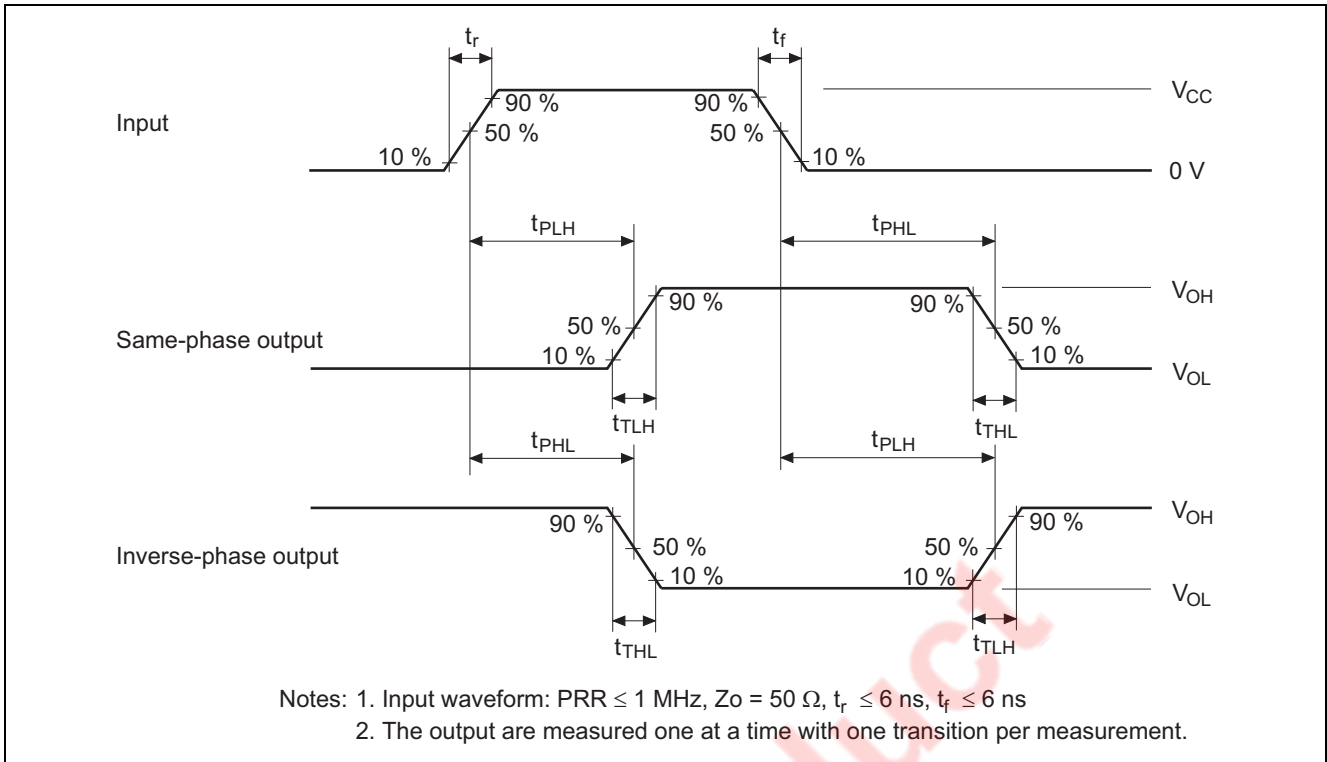 tr tf
90 % 90 % VCC
Input 50 % 50 %
10 % 10 % 0 V
tPLH tPHL
90 % 90 % VOH
Same-phase output 50 % 50 %
10 % 10 % VOL
tTLH tTHL
tPHL tPLH
90 % 90 % VOH
Inverse-phase output 50 % 50 %
10 % 10 % VOL
tTHL tTLH
Notes: 1. Input waveform: PRR ≤ 1 MHz, Zo = 50 Ω, tr ≤ 6 ns, tf ≤ 6 ns
2. The output are measured one at a time with one transition per measurement.
uct